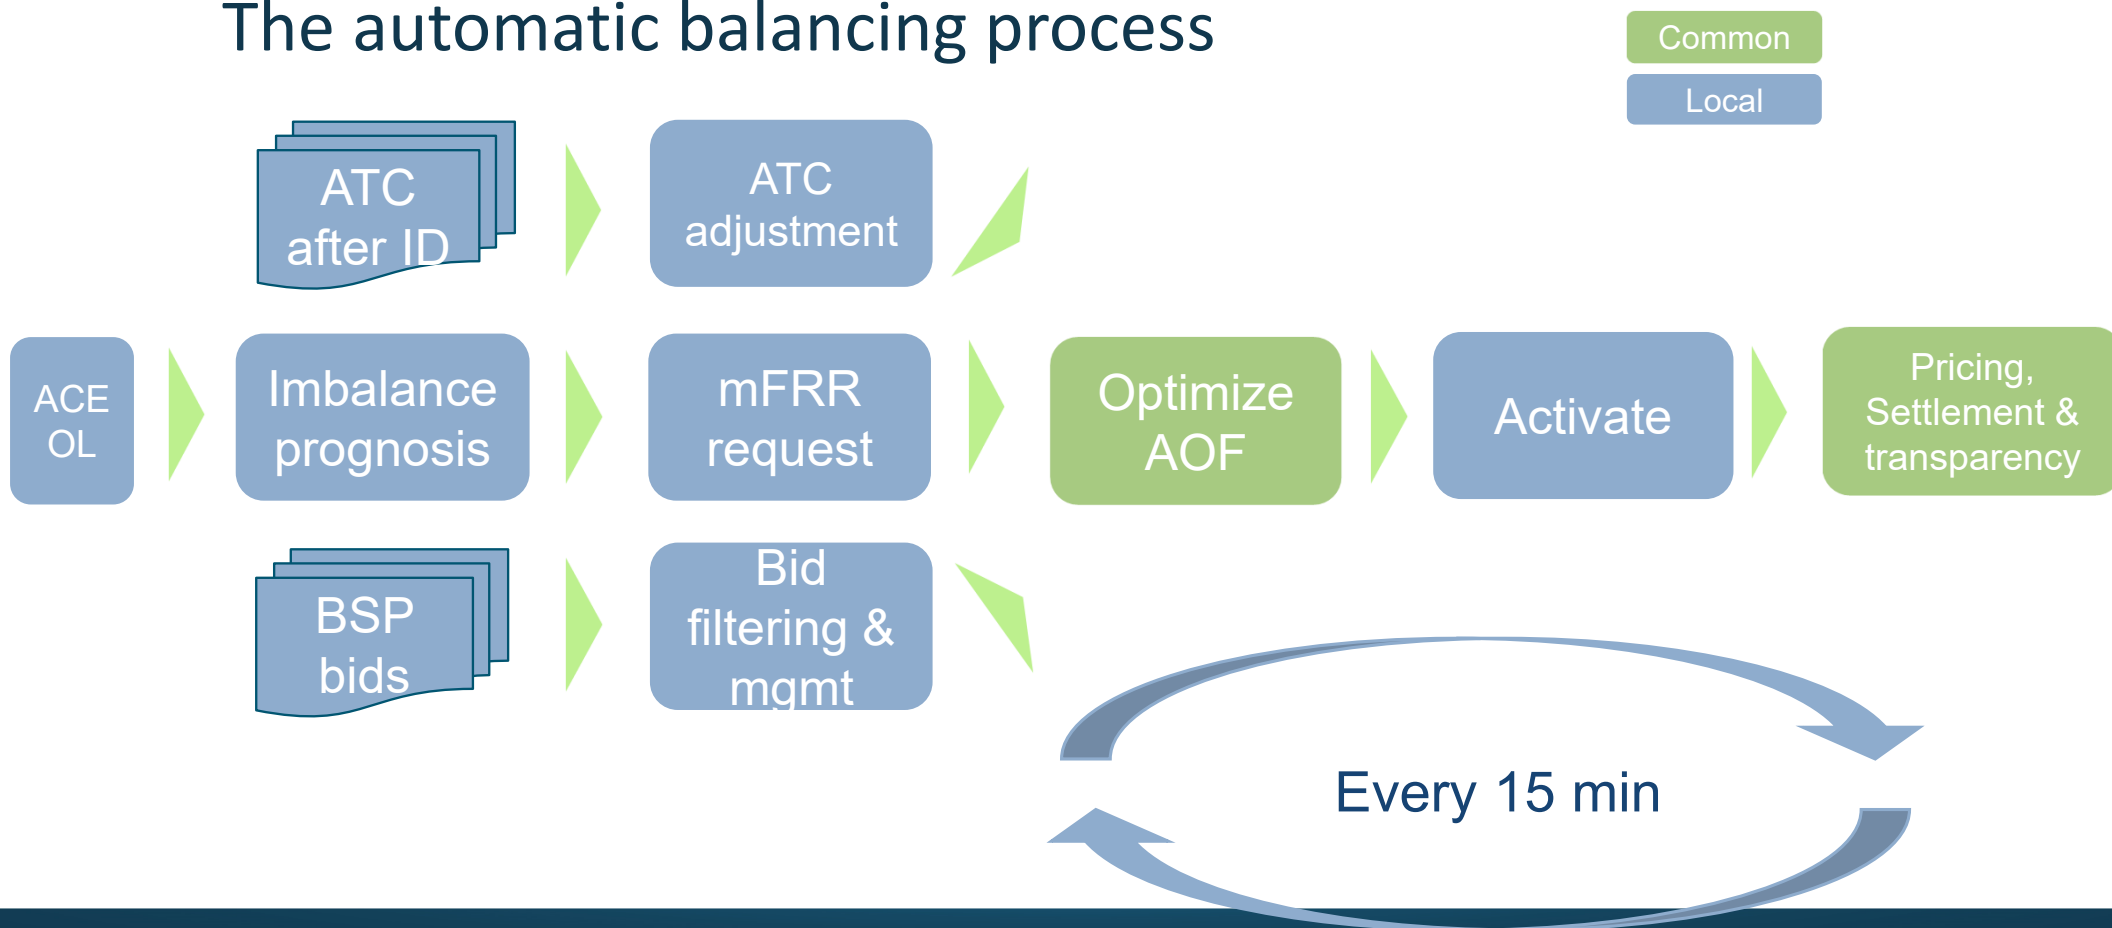 The automatic balancing process
Common
Local
ATC
after ID
ATC
adjustment
ACE
OL
Imbalance
prognosis
mFRR
request
Optimize
AOF
Activate
Pricing,
Settlement &
transparency
BSP
bids
Bid
filtering &
mgmt
Every 15 min